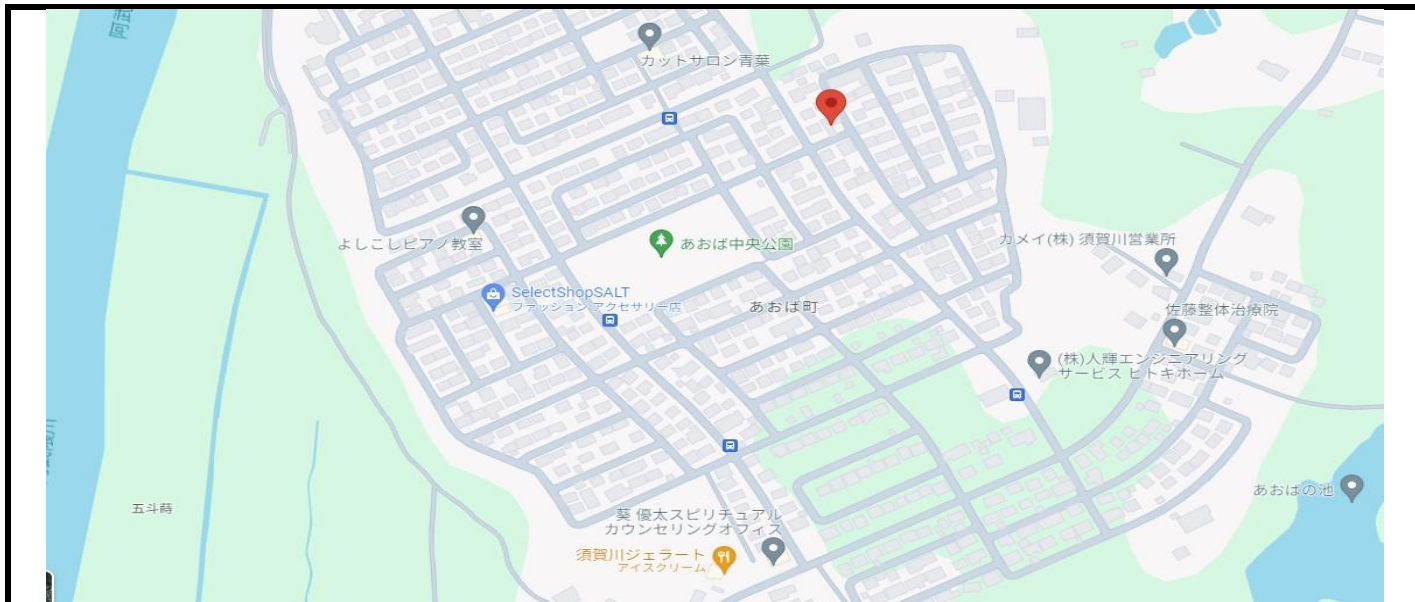 阿武
カットサロン青葉
よしこしピアノ教室
あおば中央公園
カメイ(株) 須賀川営業所
SelectShopSALT
ファッション アクセサリー店
あおば町
佐藤整体治療院
(株)人輝エンジニアリング
サービス ヒトキホーム
あおばの池
五斗蒔
葵 優太スピリチュアル
カウンセリングオフィス
須賀川ジェラート
アイスクリーム